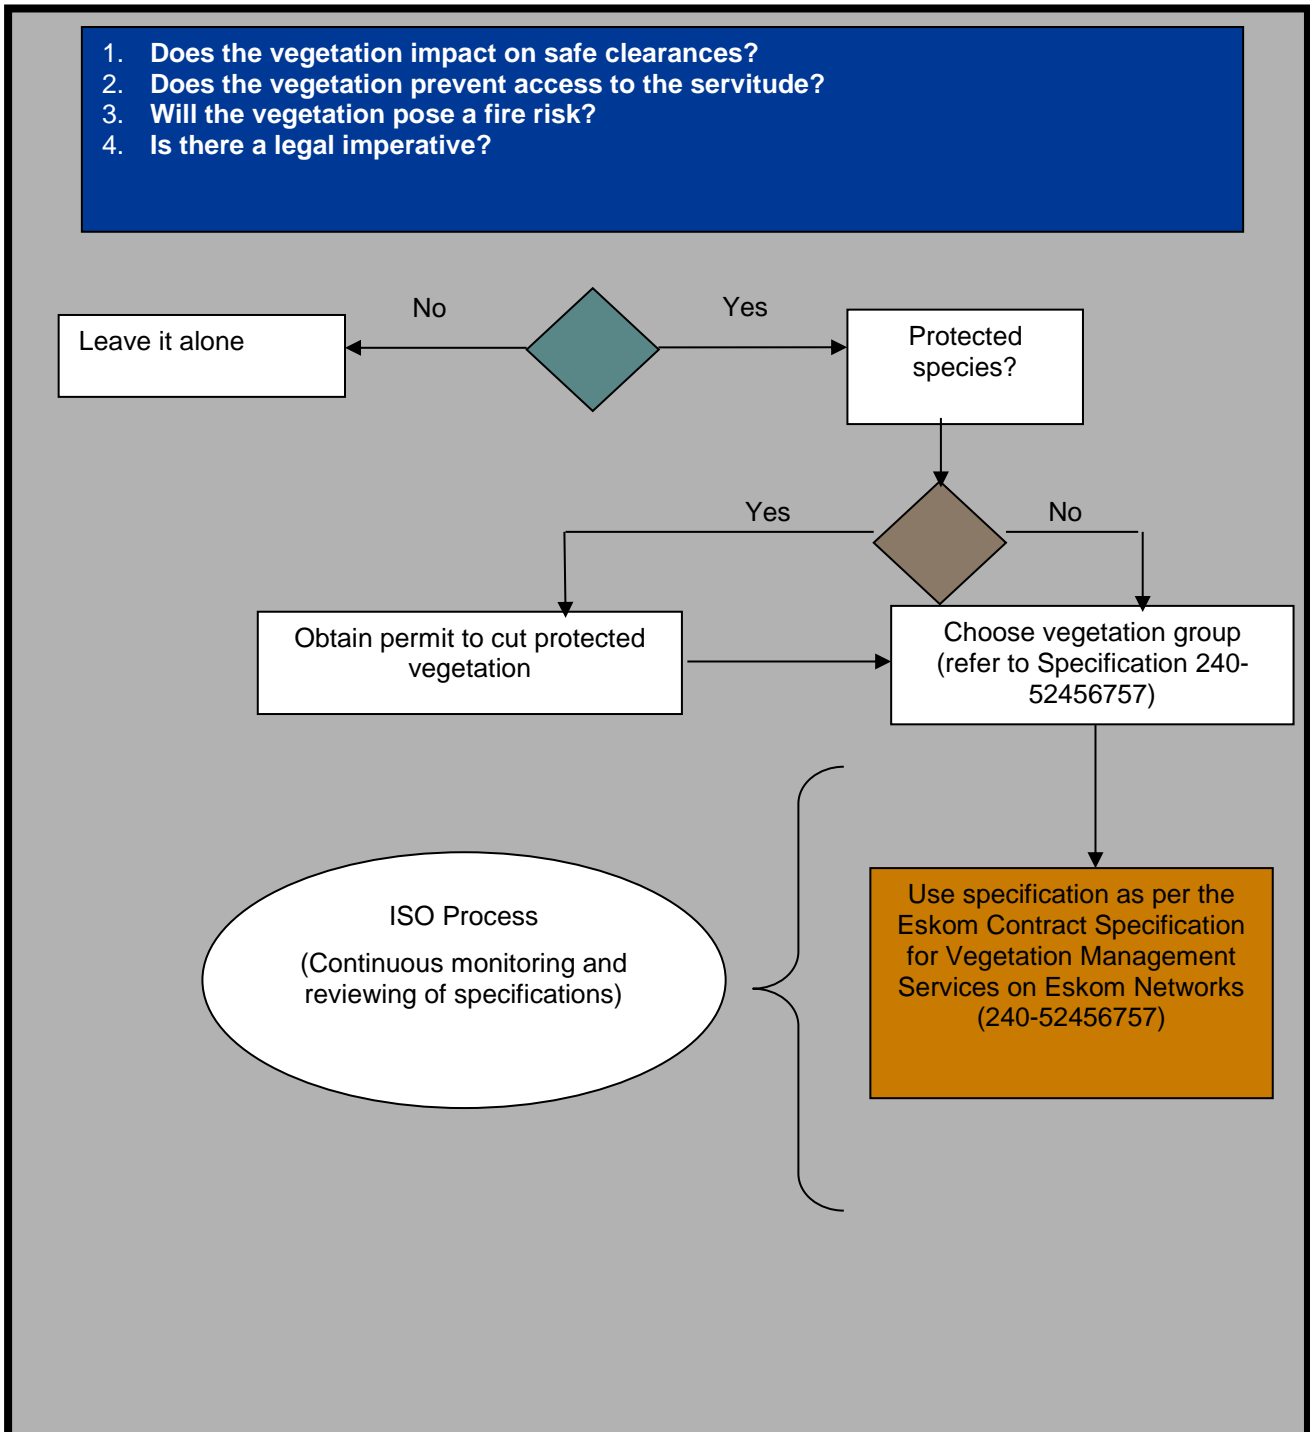 1. Does the vegetation impact on safe clearances?
2. Does the vegetation prevent access to the servitude?
3. Will the vegetation pose a fire risk?
4. Is there a legal imperative?
No
Yes
Leave it alone
Protected
species?
Yes
No
Obtain permit to cut protected
vegetation
Choose vegetation group
(refer to Specification 240-
52456757)
ISO Process
(Continuous monitoring and
reviewing of specifications)
Use specification as per the
Eskom Contract Specification
for Vegetation Management
Services on Eskom Networks
(240-52456757)